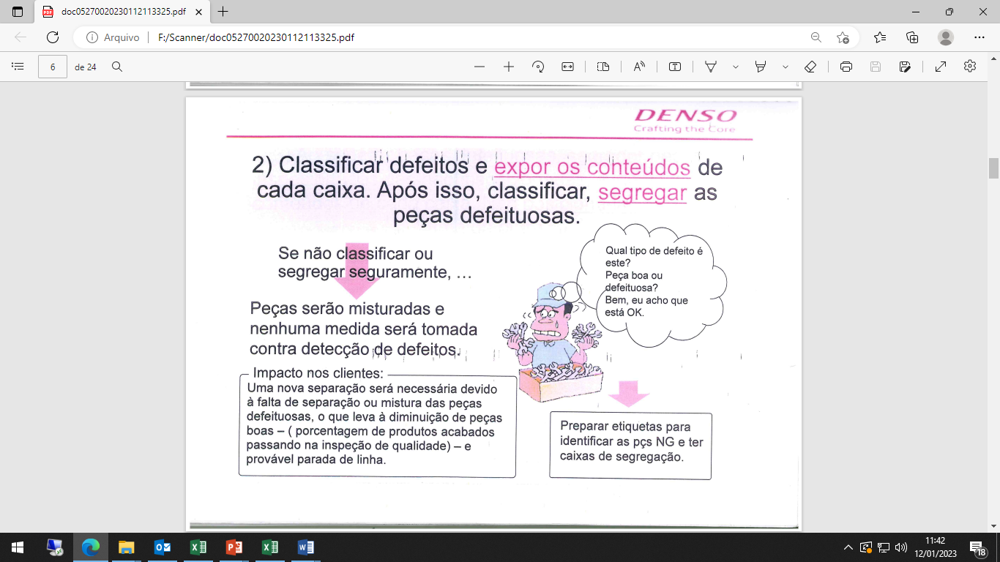 doc05270020230112113325.pdf
Arquivo
F:/Scanner/doc05270020230112113325.pdf
6
de 24
DENSO
Crafting the Core
2) Classificar defeitos e expor os conteúdos de
cada caixa. Após isso, classificar, segregar as
peças defeituosas.
Se não classificar ou
segregar seguramente, ...
Qual tipo de defeito é
este?
Peça boa ou
defeituosa?
Bem, eu acho que
está OK.
Peças serão misturadas e
nenhuma medida será tomada
contra detecção de defeitos.
Impacto nos clientes:
Uma nova separação será necessária devido
à falta de separação ou mistura das peças
defeituosas, o que leva à diminuição de peças
boas – ( porcentagem de produtos acabados
passando na inspeção de qualidade) – e
provável parada de linha.
Preparar etiquetas para
identificar as pçs NG e ter
caixas de segregação.
11:42
12/01/2023
18